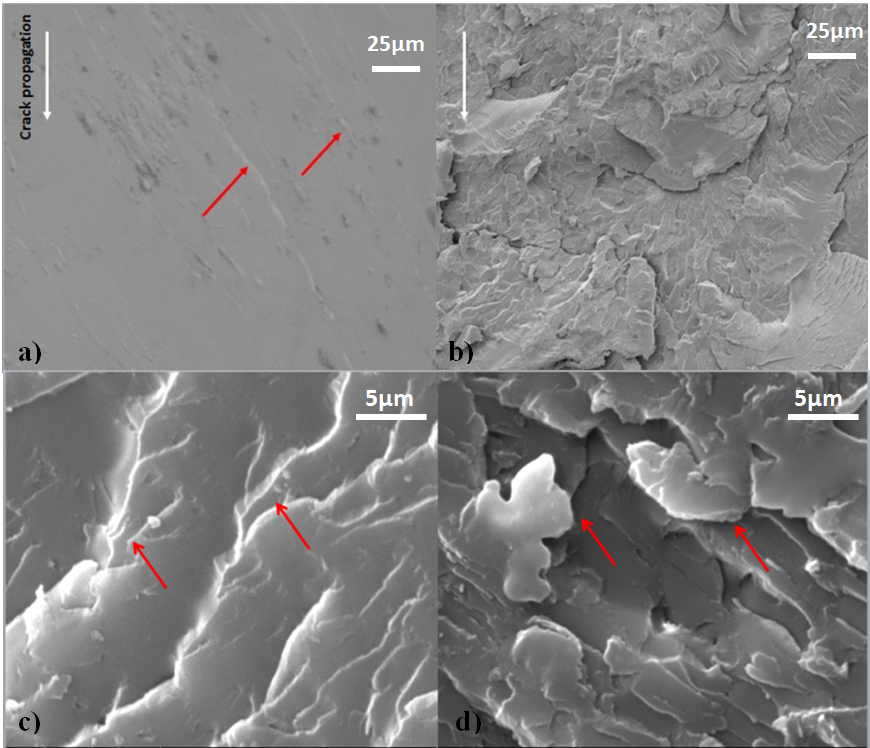 Crack propagation
25μm
25μm
a)
b)
5μm
5μm
c)
d)